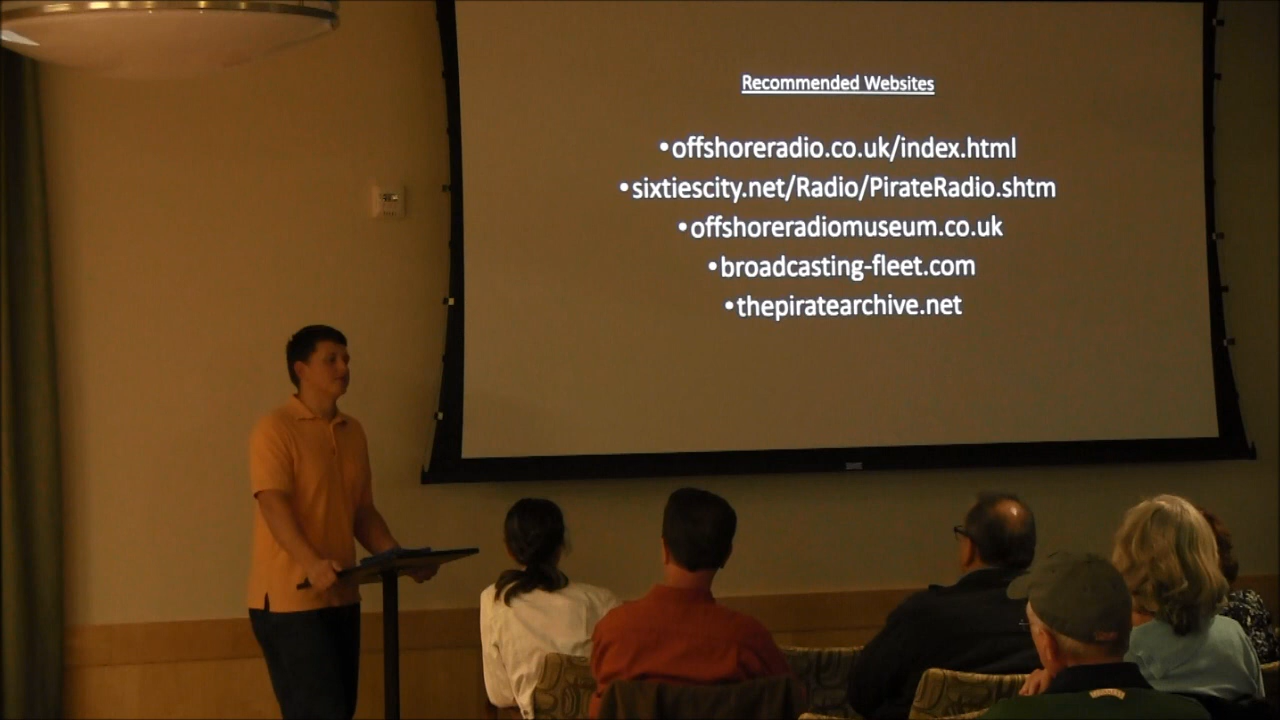 Recommended Websites
•offshoreradio.co.uk/index.html
•sixtiescity.net/Radio/PirateRadio.shtm
•offshoreradiomuseum.co.uk
•broadcasting-fleet.com
•thepiratearchive.net